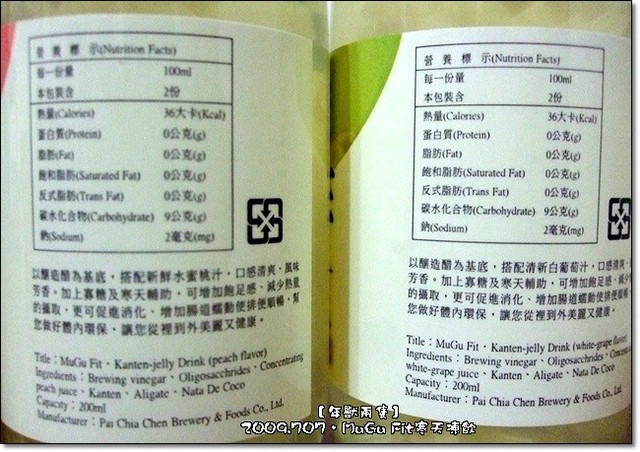 營 養 標 示(Nutrition Facts)
每一份量 100ml
本包裝含 2份
熱量(Calories) 36大卡(Kcal)
蛋白質(Protein) 0公克(g)
脂肪(Fat) 0公克(g)
飽和脂肪(Saturated Fat) 0公克(g)
反式脂肪(Trans Fat) 0公克(g)
碳水化合物(Carbohydrate) 9公克(g)
鈉(Sodium) 2毫克(mg)
以釀造醋為基底，搭配新鮮水蜜桃汁，口感清爽，風味
芳香。加上寡糖及寒天輔助，可增加飽足感、減少熱量
的攝取，更可促進消化、增加腸道蠕動使排便順暢，幫
您做好體內環保，讓您從裡到外美麗又健康。
Title：MuGu Fit．Kanten-jelly Drink (peach flavor)
Ingredients：Brewing vinegar、Oligosacchrides、Concentrating
peach juice、Kanten、Aligate、Nata De Coco
Capacity：200ml
Manufacturer：Pai Chia Chen Brewery & Foods Co., Ltd.
營 養 標 示(Nutrition Facts)
每一份量 100ml
本包裝含 2份
熱量(Calories) 36大卡(Kcal)
蛋白質(Protein) 0公克(g)
脂肪(Fat) 0公克(g)
飽和脂肪(Saturated Fat) 0公克(g)
反式脂肪(Trans Fat) 0公克(g)
碳水化合物(Carbohydrate) 9公克(g)
鈉(Sodium) 2毫克(mg)
以釀造醋為基底，搭配清新白葡萄汁，口感清爽
芳香。加上寡糖及寒天輔助，可增加飽足感、減少
的攝取，更可促進消化、增加腸道蠕動使排便順
您做好體內環保，讓您從裡到外美麗又健康。
Title：MuGu Fit．Kanten-jelly Drink (white-grape flavor)
Ingredients：Brewing vinegar、Oligosacchrides、Concentra
white-grape juice、Kanten、Aligate、Nata De Coco
Capacity：200ml
Manufacturer：Pai Chia Chen Brewery & Foods Co., L
【年獸兩隻】
2009.707．MuGu Fit寒天補飲